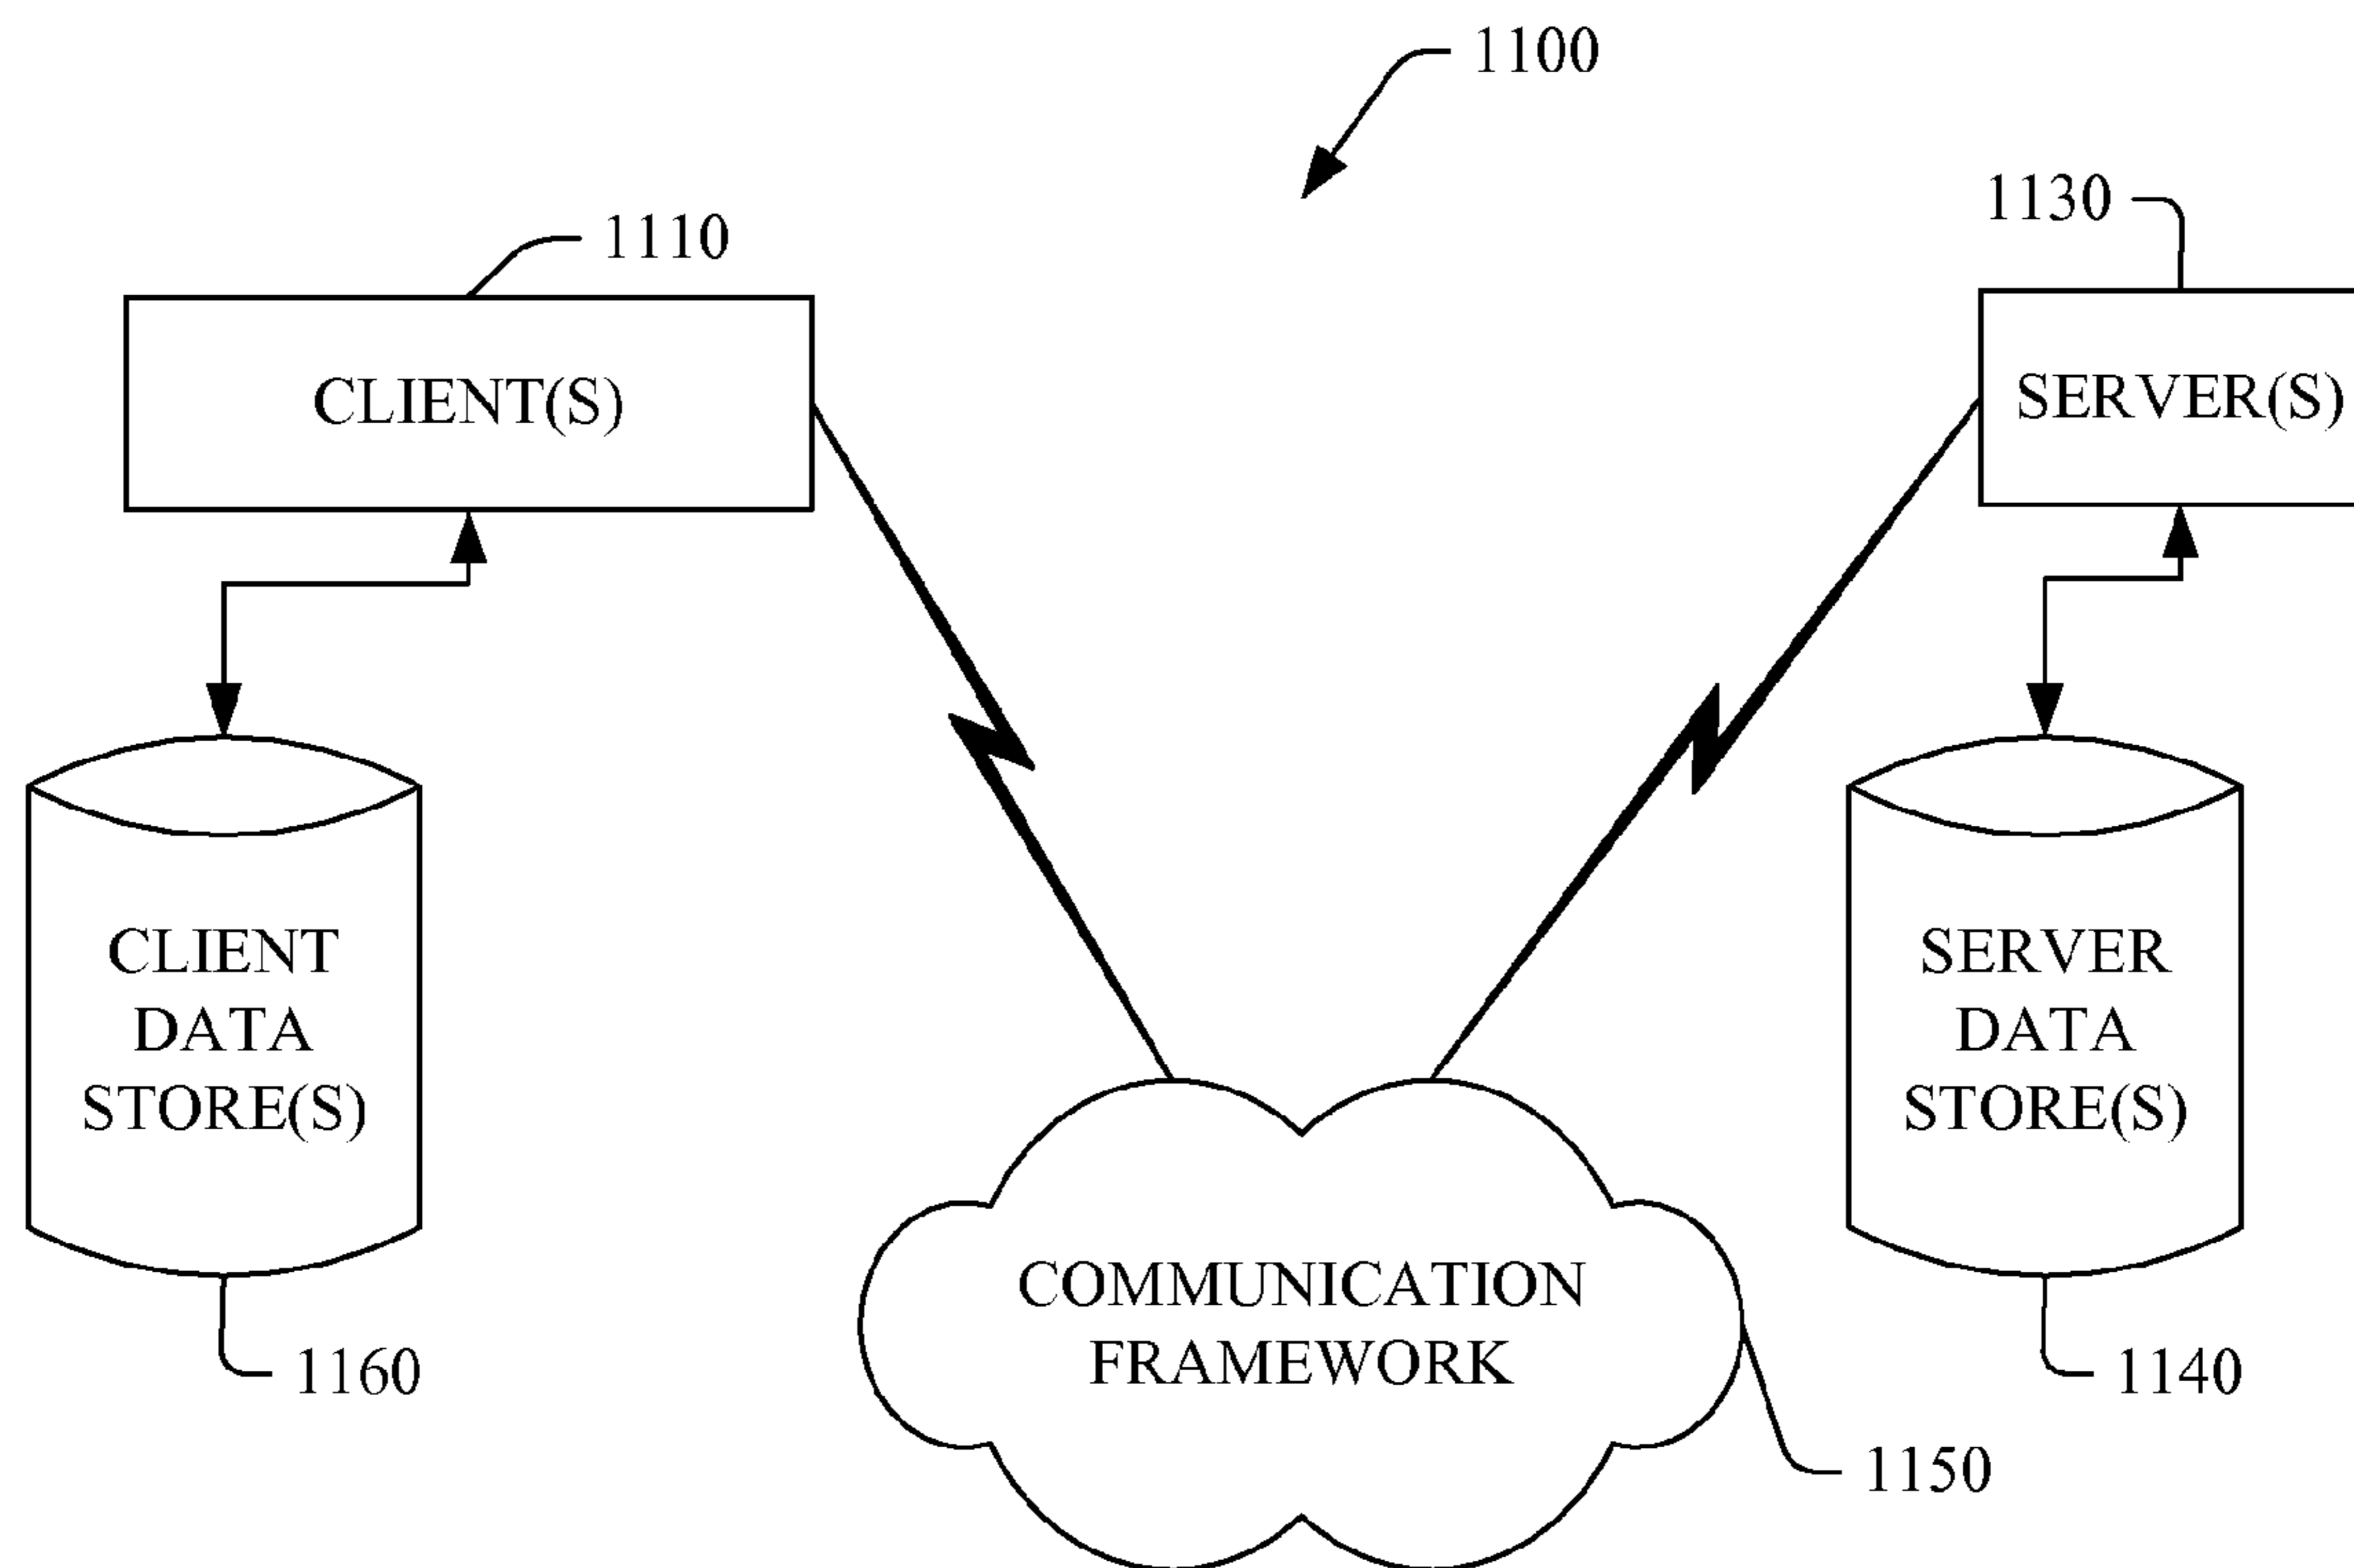 1100
1130
1110
CLIENT(S)
SERVER(S)
CLIENT
DATA
STORE(S)
SERVER
DATA
STORE(S)
COMMUNICATION
FRAMEWORK
1160
1140
1150